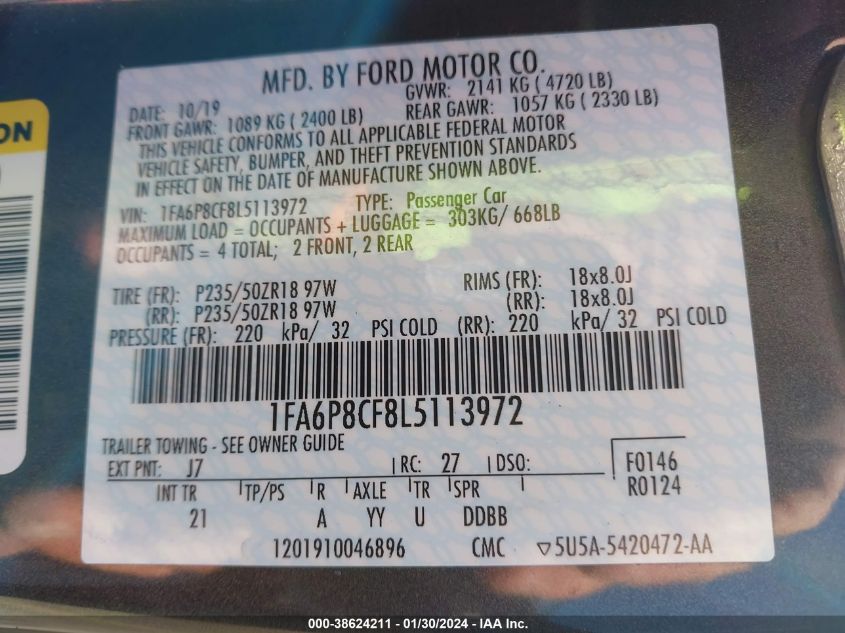 ON
MFD. BY FORD MOTOR CO.
DATE: 10/19 GVWR: 2141 KG ( 4720 LB)
FRONT GAWR: 1089 KG ( 2400 LB) REAR GAWR: 1057 KG ( 2330 LB)
THIS VEHICLE CONFORMS TO ALL APPLICABLE FEDERAL MOTOR
VEHICLE SAFETY, BUMPER, AND THEFT PREVENTION STANDARDS
IN EFFECT ON THE DATE OF MANUFACTURE SHOWN ABOVE.
VIN: 1FA6P8CF8L5113972 TYPE: Passenger Car
MAXIMUM LOAD = OCCUPANTS + LUGGAGE = 303KG/ 668LB
OCCUPANTS = 4 TOTAL; 2 FRONT, 2 REAR
TIRE (FR): P235/50ZR18 97W RIMS (FR): 18x8.0J
(RR): P235/50ZR18 97W (RR): 18x8.0J
PRESSURE (FR): 220 kPa/ 32 PSI COLD (RR): 220 kPa/ 32 PSI COLD
1FA6P8CF8L5113972
TRAILER TOWING - SEE OWNER GUIDE
EXT PNT: J7 RC: 27 DSO: F0146
INT TR TP/PS R AXLE TR SPR R0124
21 A YY U DDBB
1201910046896 CMC ▽5U5A-5420472-AA
000-38624211 - 01/30/2024 - IAA Inc.